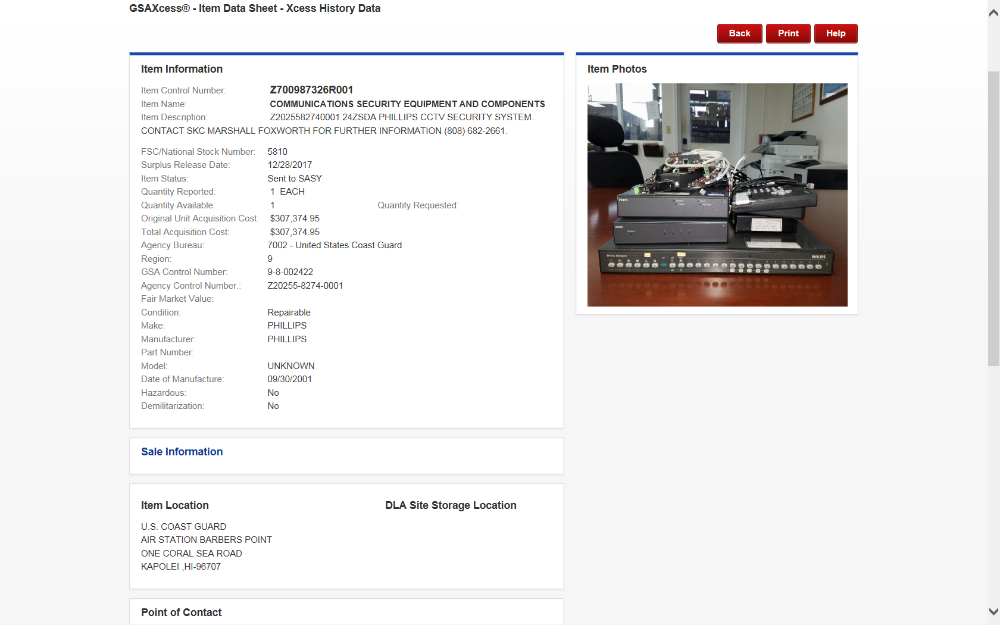 GSAXcess® - Item Data Sheet - Xcess History Data
Back Print Help
Item Information
Item Control Number: Z700987326R001
Item Name: COMMUNICATIONS SECURITY EQUIPMENT AND COMPONENTS
Item Description: Z2025582740001 24ZSDA PHILLIPS CCTV SECURITY SYSTEM.
CONTACT SKC MARSHALL FOXWORTH FOR FURTHER INFORMATION (808) 682-2661.
FSC/National Stock Number: 5810
Surplus Release Date: 12/28/2017
Item Status: Sent to SASY
Quantity Reported: 1 EACH
Quantity Available: 1 Quantity Requested:
Original Unit Acquisition Cost: $307,374.95
Total Acquisition Cost: $307,374.95
Agency Bureau: 7002 - United States Coast Guard
Region: 9
GSA Control Number: 9-8-002422
Agency Control Number.: Z20255-8274-0001
Fair Market Value:
Condition: Repairable
Make: PHILLIPS
Manufacturer: PHILLIPS
Part Number:
Model: UNKNOWN
Date of Manufacture: 09/30/2001
Hazardous: No
Demilitarization: No
Item Photos
PHILIPS
BOSCH
Video Multiplexer
PHILIPS
Sale Information
Item Location
U.S. COAST GUARD
AIR STATION BARBERS POINT
ONE CORAL SEA ROAD
KAPOLEI ,HI-96707
DLA Site Storage Location
Point of Contact